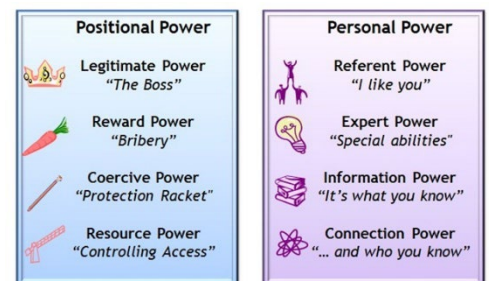 Positional Power
Legitimate Power
“The Boss”
Reward Power
“Bribery”
Coercive Power
“Protection Racket"
Resource Power
“Controlling Access”
Personal Power
Referent Power
“I like you”
Expert Power
“Special abilities"
Information Power
“It’s what you know”
Connection Power
“… and who you know”